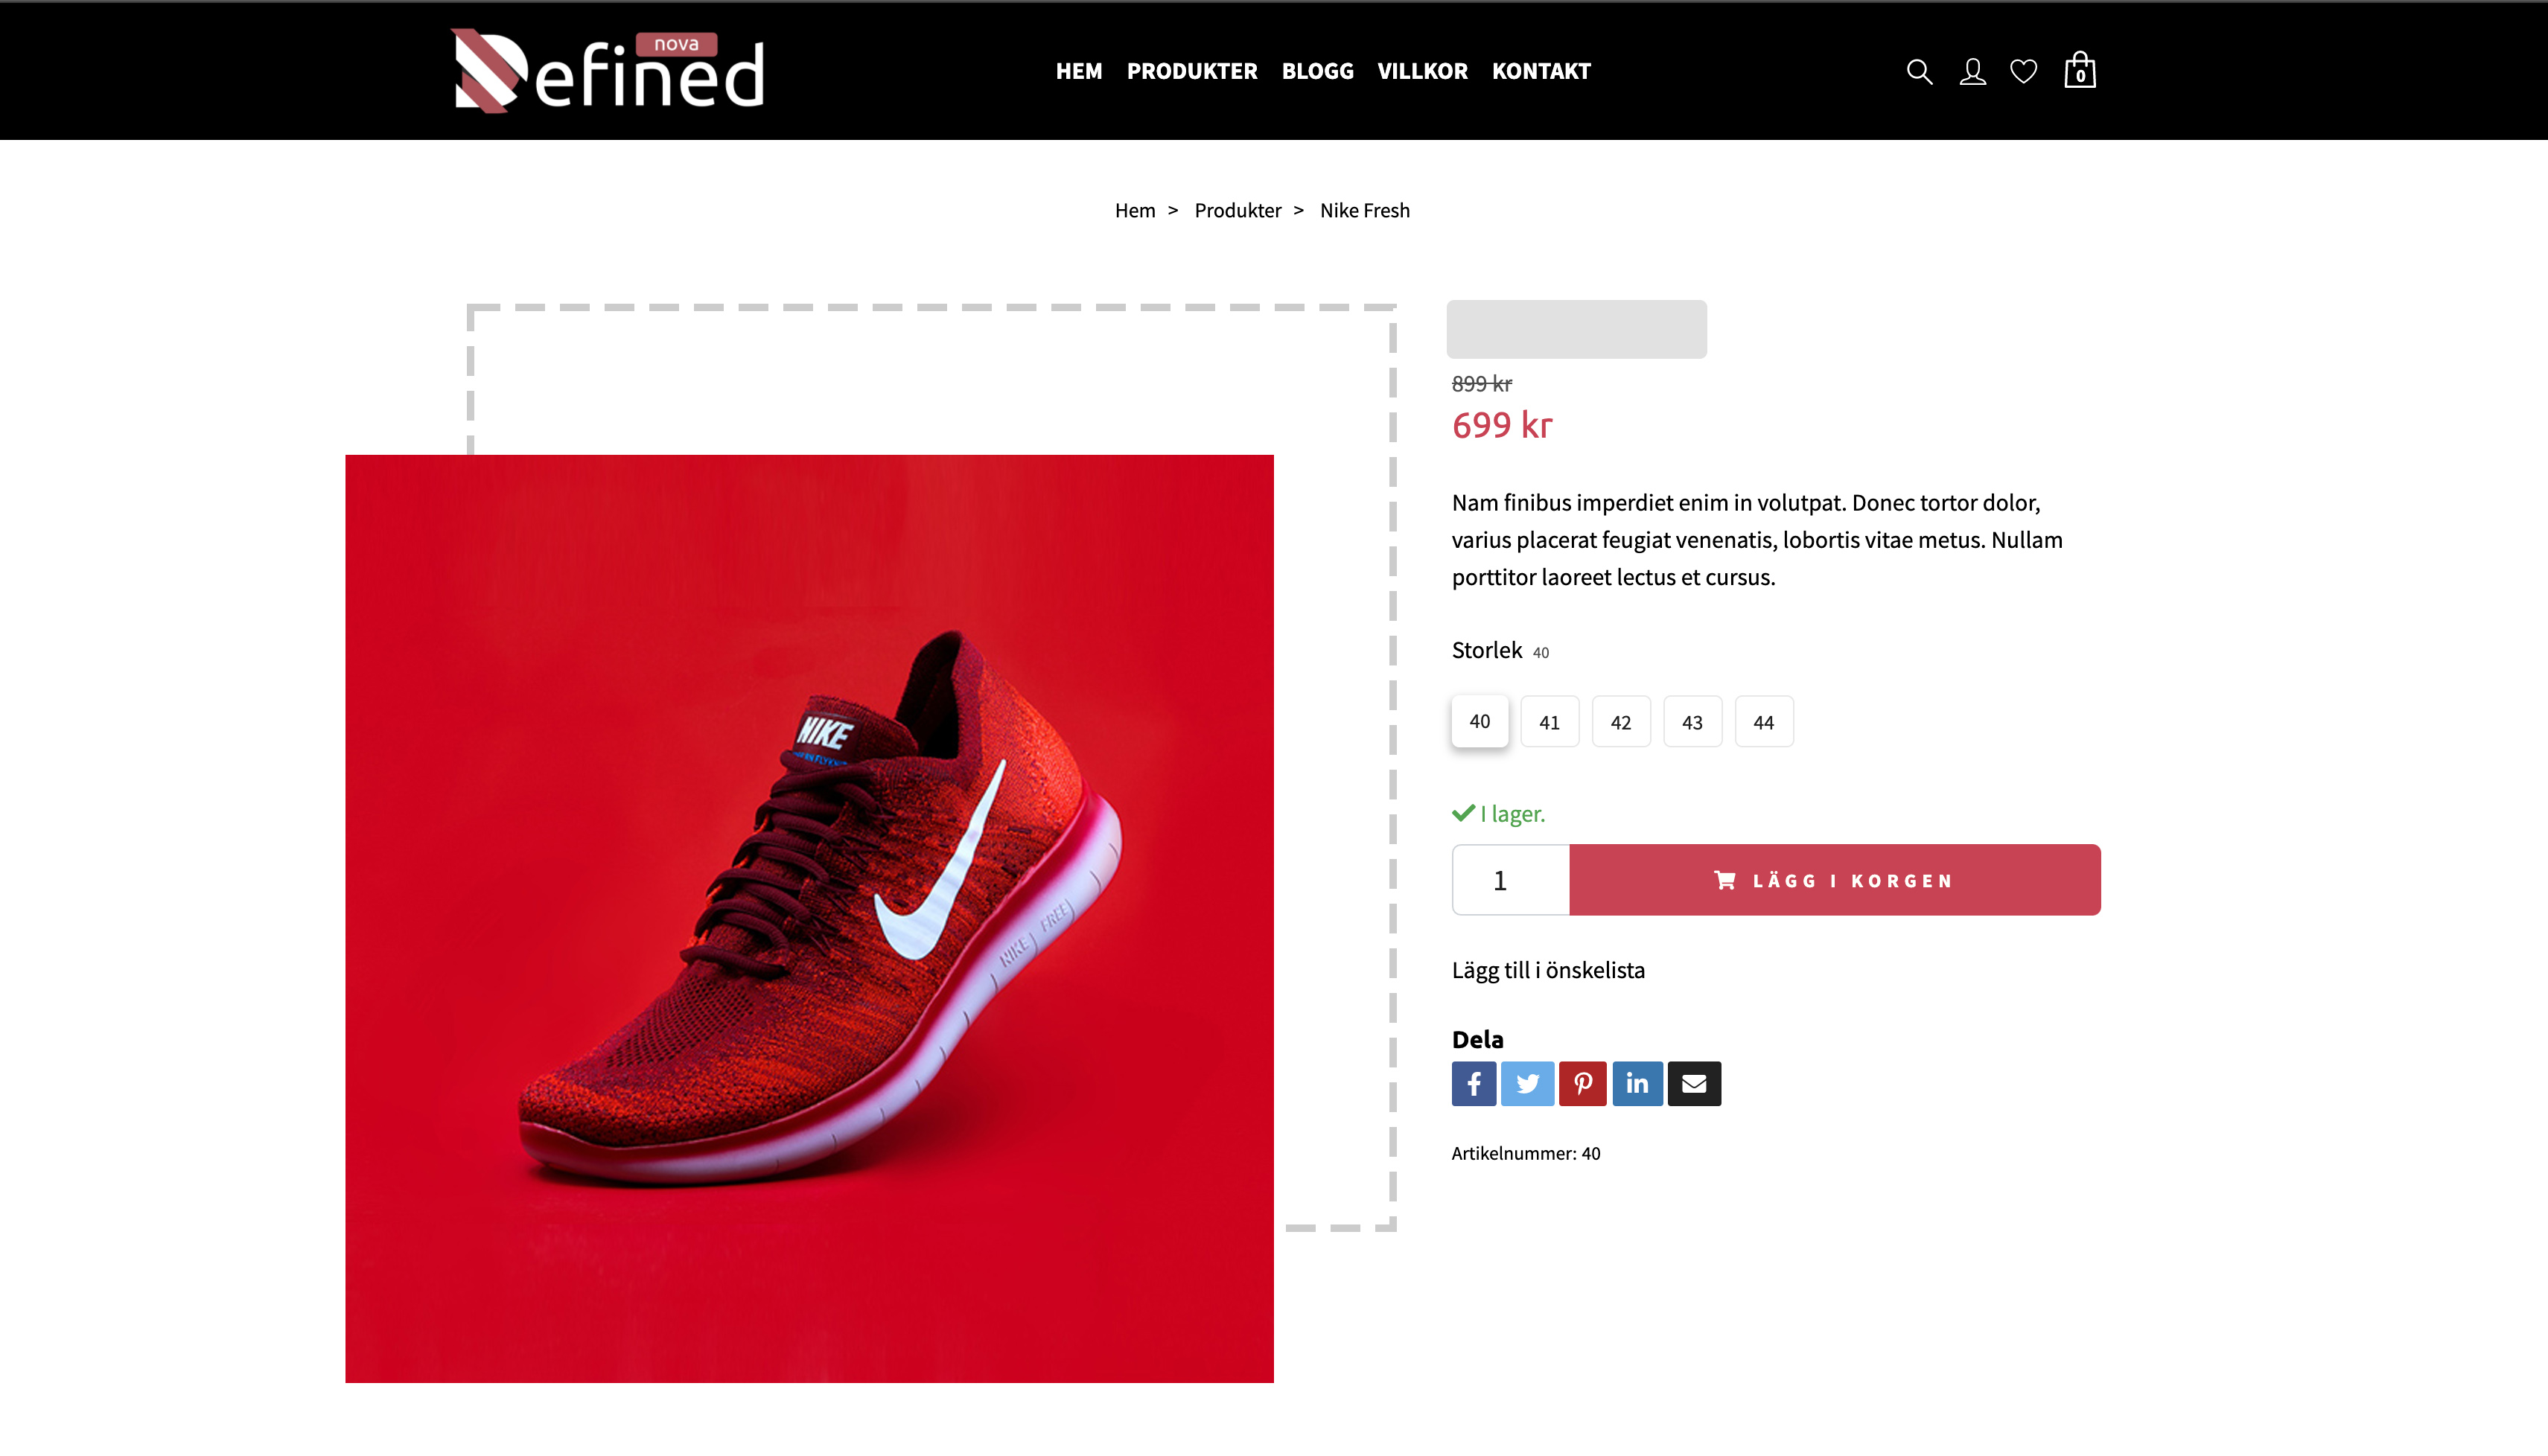 Defined
nova
HEM PRODUKTER BLOGG VILLKOR KONTAKT
0
Hem > Produkter > Nike Fresh
899 kr
699 kr
Nam finibus imperdiet enim in volutpat. Donec tortor dolor,
varius placerat feugiat venenatis, lobortis vitae metus. Nullam
porttitor laoreet lectus et cursus.
Storlek 40
40 41 42 43 44
I lager.
1 LÄGG I KORGEN
Lägg till i önskelista
Dela
Artikelnummer: 40
NIKE
NIKE FREE